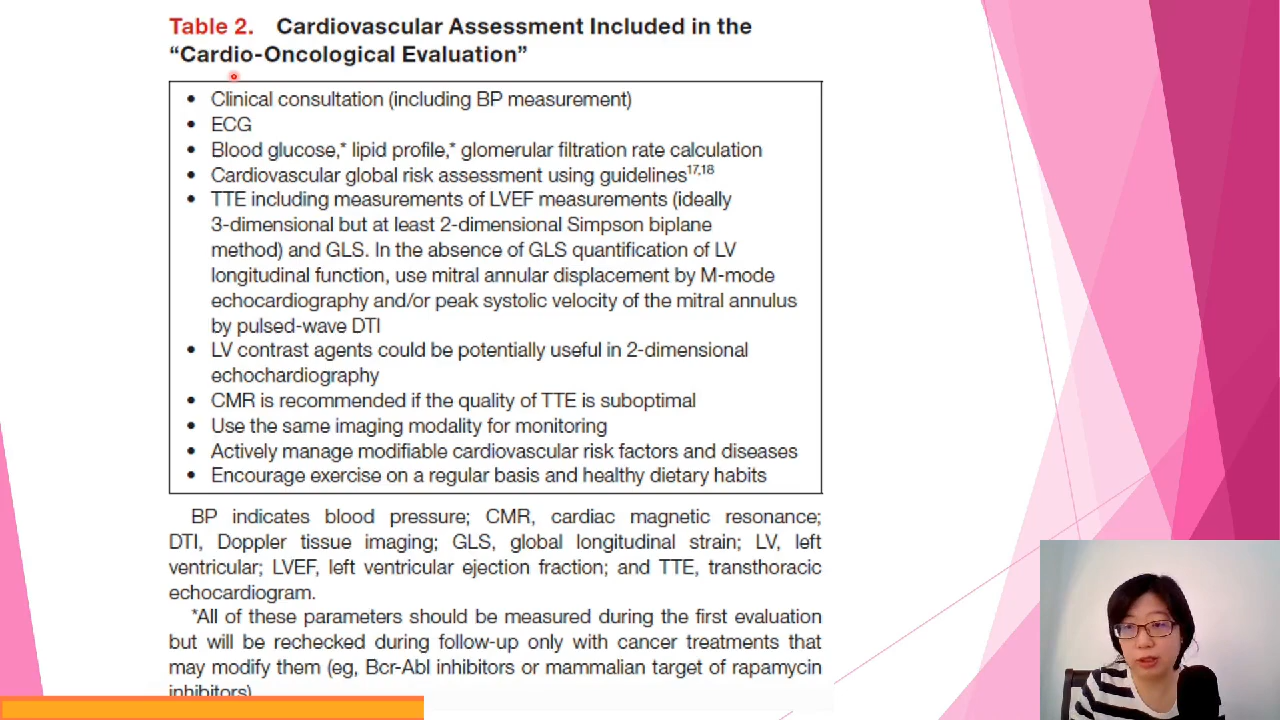 Table 2. Cardiovascular Assessment Included in the
“Cardio-Oncological Evaluation”
• Clinical consultation (including BP measurement)
• ECG
• Blood glucose,* lipid profile,* glomerular filtration rate calculation
• Cardiovascular global risk assessment using guidelines17,18
• TTE including measurements of LVEF measurements (ideally
3-dimensional but at least 2-dimensional Simpson biplane
method) and GLS. In the absence of GLS quantification of LV
longitudinal function, use mitral annular displacement by M-mode
echocardiography and/or peak systolic velocity of the mitral annulus
by pulsed-wave DTI
• LV contrast agents could be potentially useful in 2-dimensional
echochardiography
• CMR is recommended if the quality of TTE is suboptimal
• Use the same imaging modality for monitoring
• Actively manage modifiable cardiovascular risk factors and diseases
• Encourage exercise on a regular basis and healthy dietary habits
BP indicates blood pressure; CMR, cardiac magnetic resonance;
DTI, Doppler tissue imaging; GLS, global longitudinal strain; LV, left
ventricular; LVEF, left ventricular ejection fraction; and TTE, transthoracic
echocardiogram.
*All of these parameters should be measured during the first evaluation
but will be rechecked during follow-up only with cancer treatments that
may modify them (eg, Bcr-Abl inhibitors or mammalian target of rapamycin
inhibitors)